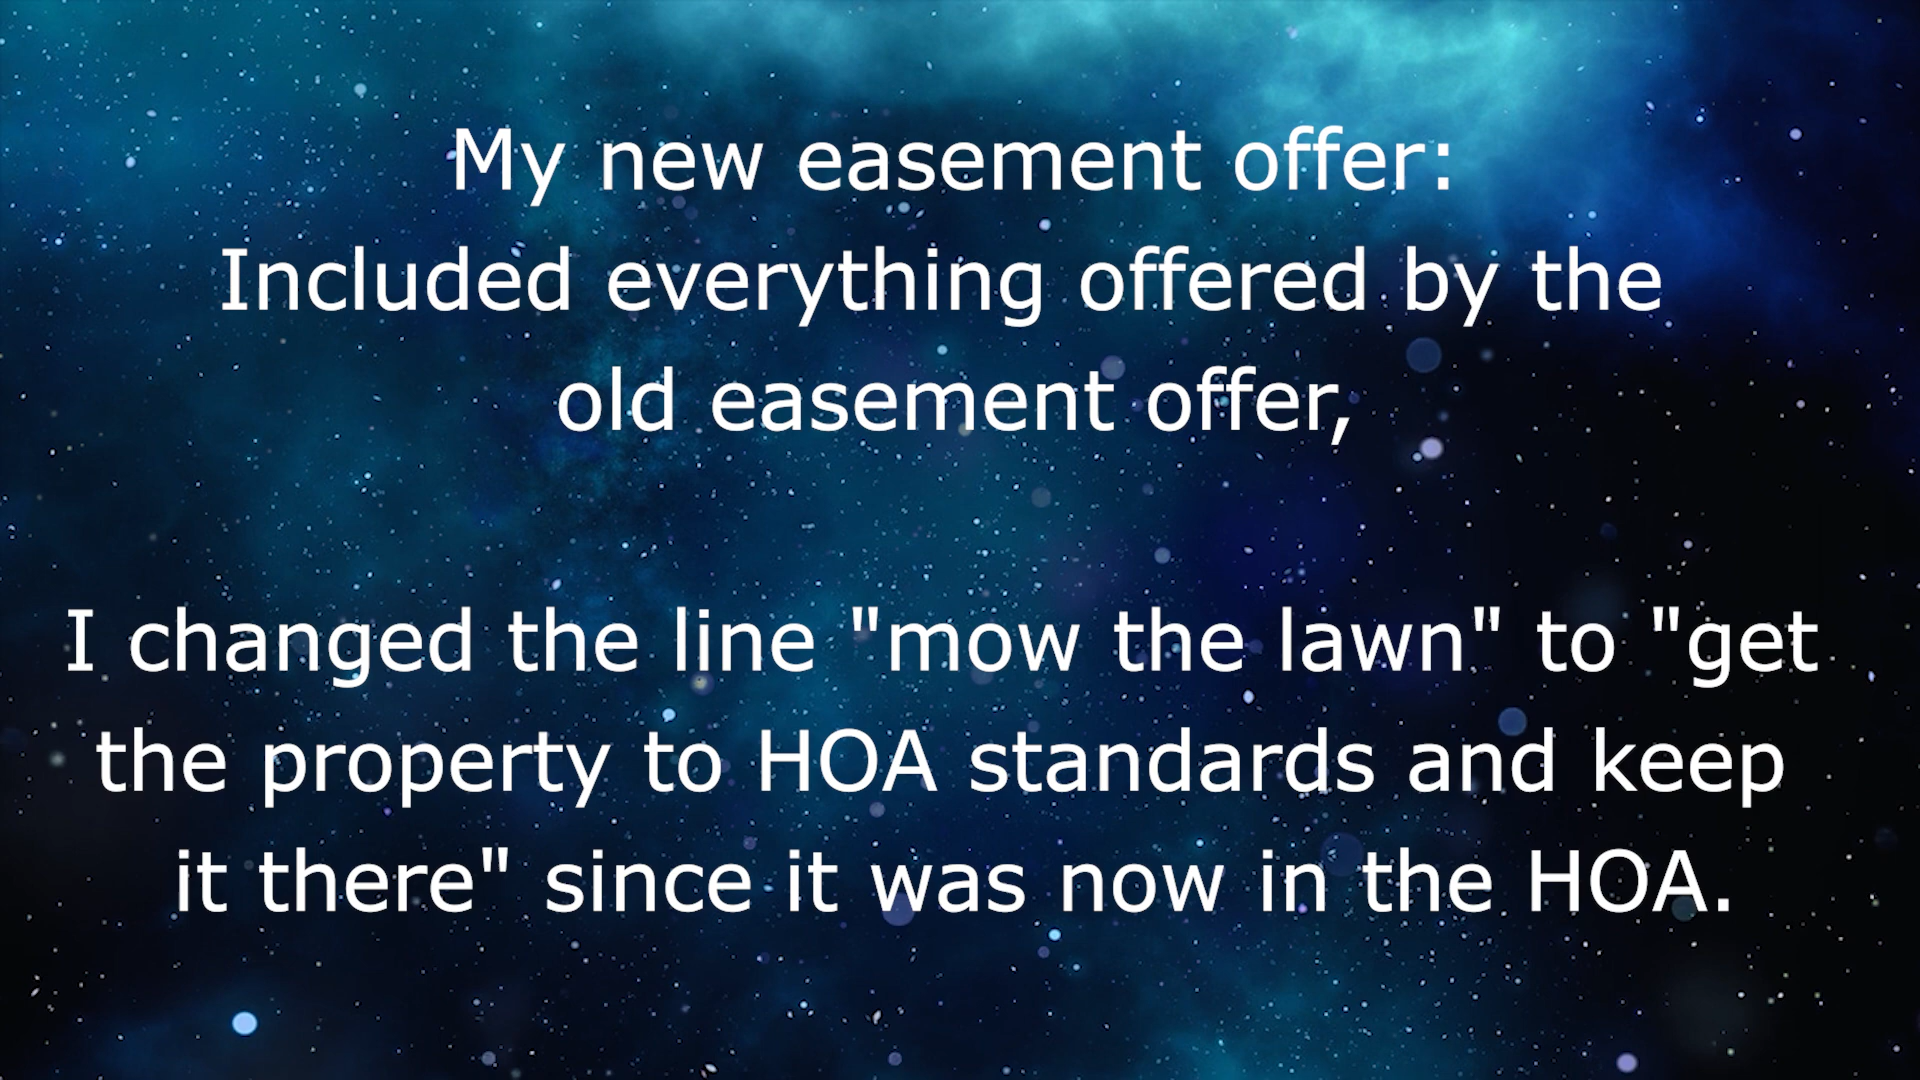 My new easement offer:
Included everything offered by the
old easement offer,
I changed the line "mow the lawn" to "get
the property to HOA standards and keep
it there" since it was now in the HOA.